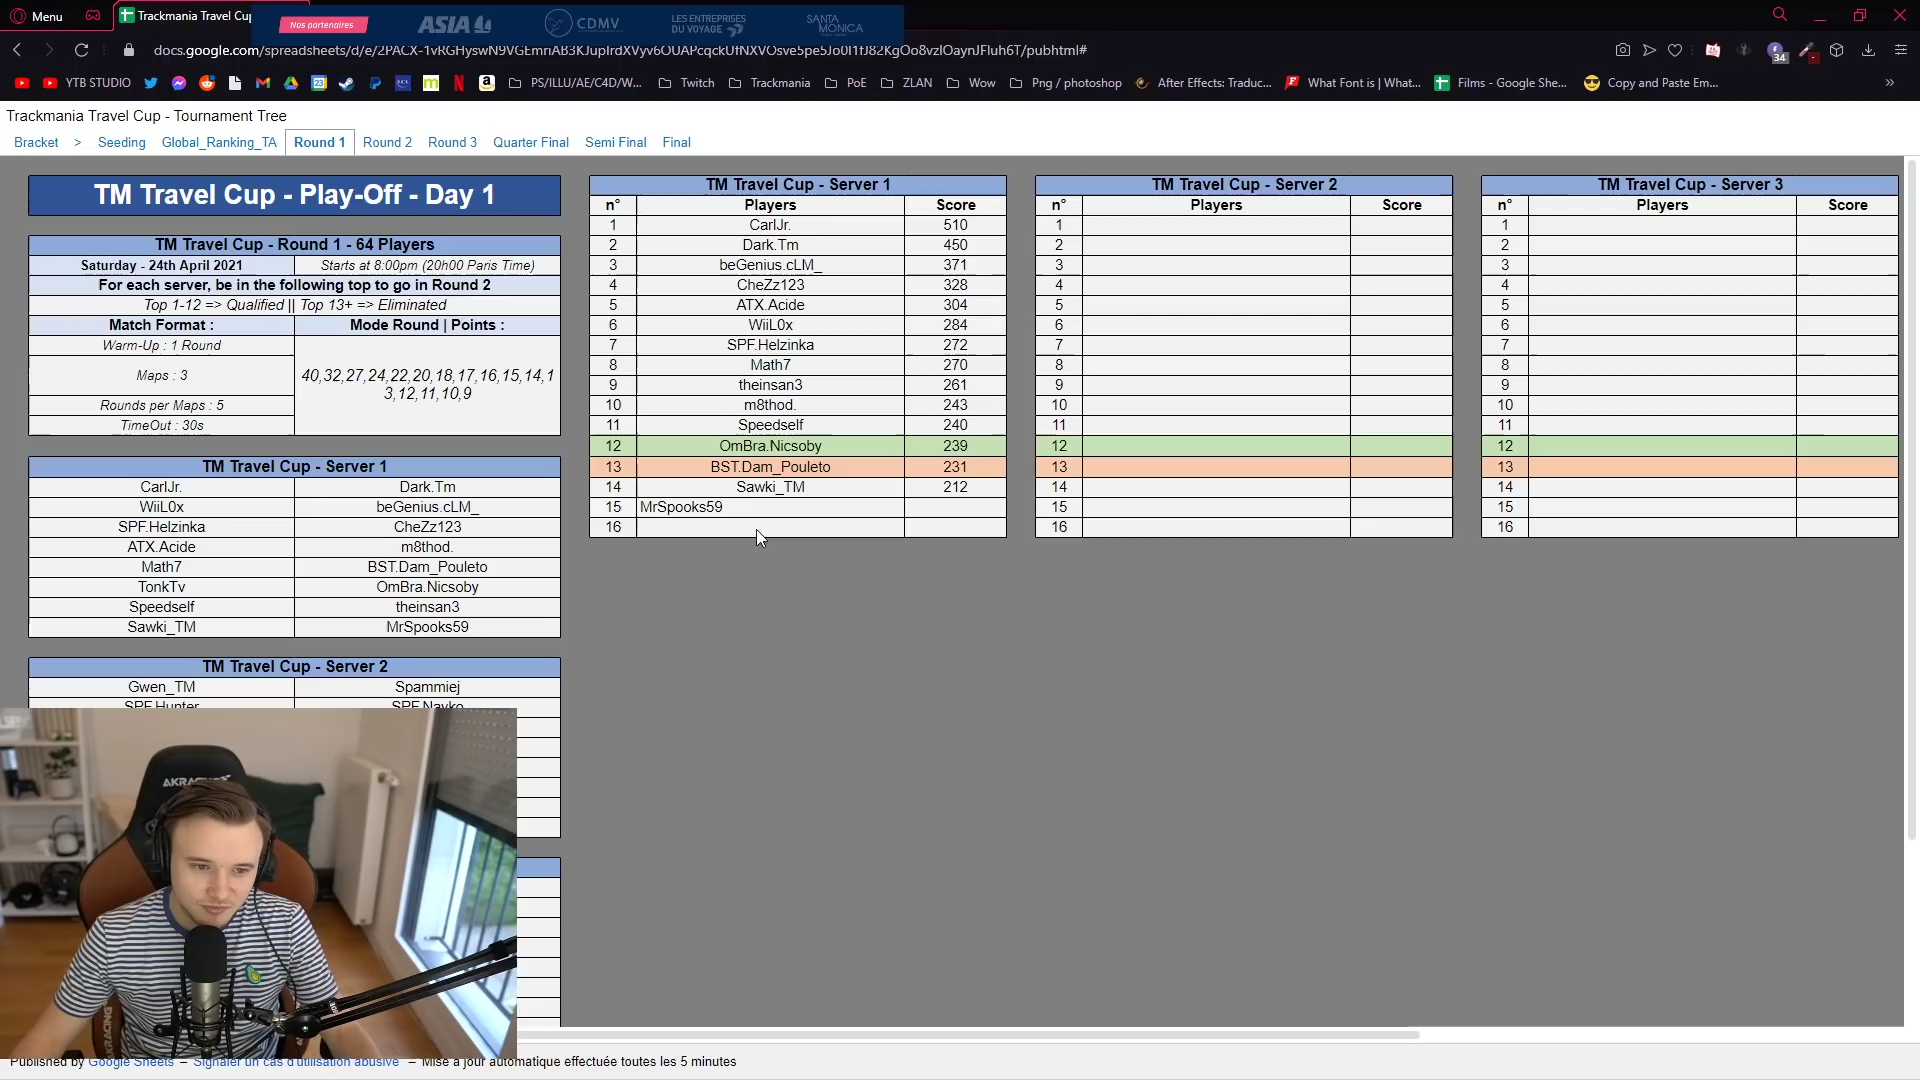 Menu
Trackmania Travel Cup
Nos partenaires
ASIA
CDMV
LES ENTREPRISES
DU VOYAGE
SANTA
MONICA
YTB STUDIO
PS/ILLU/AE/C4D/W...
Twitch
Trackmania
PoE
ZLAN
Wow
Png / photoshop
After Effects: Traduc...
What Font is | What...
Films - Google She...
Copy and Paste Em...
»
34
Trackmania Travel Cup - Tournament Tree
Bracket > Seeding Global_Ranking_TA Round 1 Round 2 Round 3 Quarter Final Semi Final Final
TM Travel Cup - Play-Off - Day 1
TM Travel Cup - Round 1 - 64 Players
Saturday - 24th April 2021 Starts at 8:00pm (20h00 Paris Time)
For each server, be in the following top to go in Round 2
Top 1-12 => Qualified || Top 13+ => Eliminated
Match Format : Mode Round | Points :
Warm-Up : 1 Round
Maps : 3
Rounds per Maps : 5
TimeOut : 30s
40,32,27,24,22,20,18,17,16,15,14,1
3,12,11,10,9
TM Travel Cup - Server 1
CarlJr. Dark.Tm
WiiL0x beGenius.cLM_
SPF.Helzinka CheZz123
ATX.Acide m8thod.
Math7 BST.Dam_Pouleto
TonkTv OmBra.Nicsoby
Speedself theinsan3
Sawki_TM MrSpooks59
TM Travel Cup - Server 2
Gwen_TM Spammiej
SPF.Hunter SPF.Nayko
TM Travel Cup - Server 1
n° Players Score
1 CarlJr. 510
2 Dark.Tm 450
3 beGenius.cLM_ 371
4 CheZz123 328
5 ATX.Acide 304
6 WiiL0x 284
7 SPF.Helzinka 272
8 Math7 270
9 theinsan3 261
10 m8thod. 243
11 Speedself 240
12 OmBra.Nicsoby 239
13 BST.Dam_Pouleto 231
14 Sawki_TM 212
15 MrSpooks59
16
TM Travel Cup - Server 2
n° Players Score
1
2
3
4
5
6
7
8
9
10
11
12
13
14
15
16
TM Travel Cup - Server 3
n° Players Score
1
2
3
4
5
6
7
8
9
10
11
12
13
14
15
16
AKRACING
Published by Google Sheets – Signaler un cas d'utilisation abusive – Mise à jour automatique effectuée toutes les 5 minutes